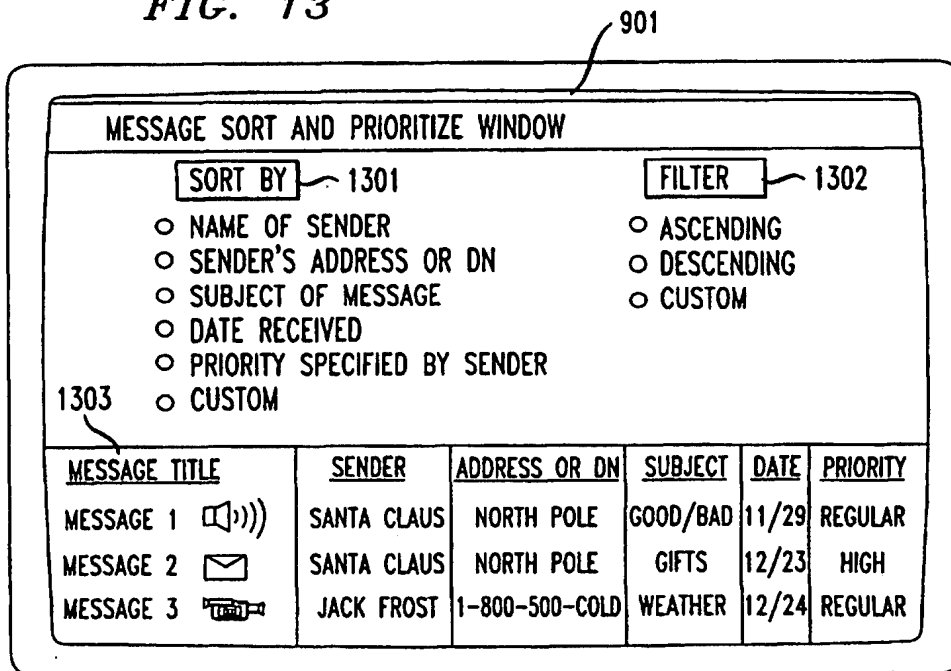 FIG. 13
901
MESSAGE SORT AND PRIORITIZE WINDOW
SORT BY 1301 FILTER 1302
NAME OF SENDER ASCENDING
SENDER'S ADDRESS OR DN DESCENDING
SUBJECT OF MESSAGE CUSTOM
DATE RECEIVED
PRIORITY SPECIFIED BY SENDER
1303 CUSTOM
MESSAGE TITLE SENDER ADDRESS OR DN SUBJECT DATE PRIORITY
MESSAGE 1 SANTA CLAUS NORTH POLE GOOD/BAD 11/29 REGULAR
MESSAGE 2 SANTA CLAUS NORTH POLE GIFTS 12/23 HIGH
MESSAGE 3 JACK FROST 1-800-500-COLD WEATHER 12/24 REGULAR